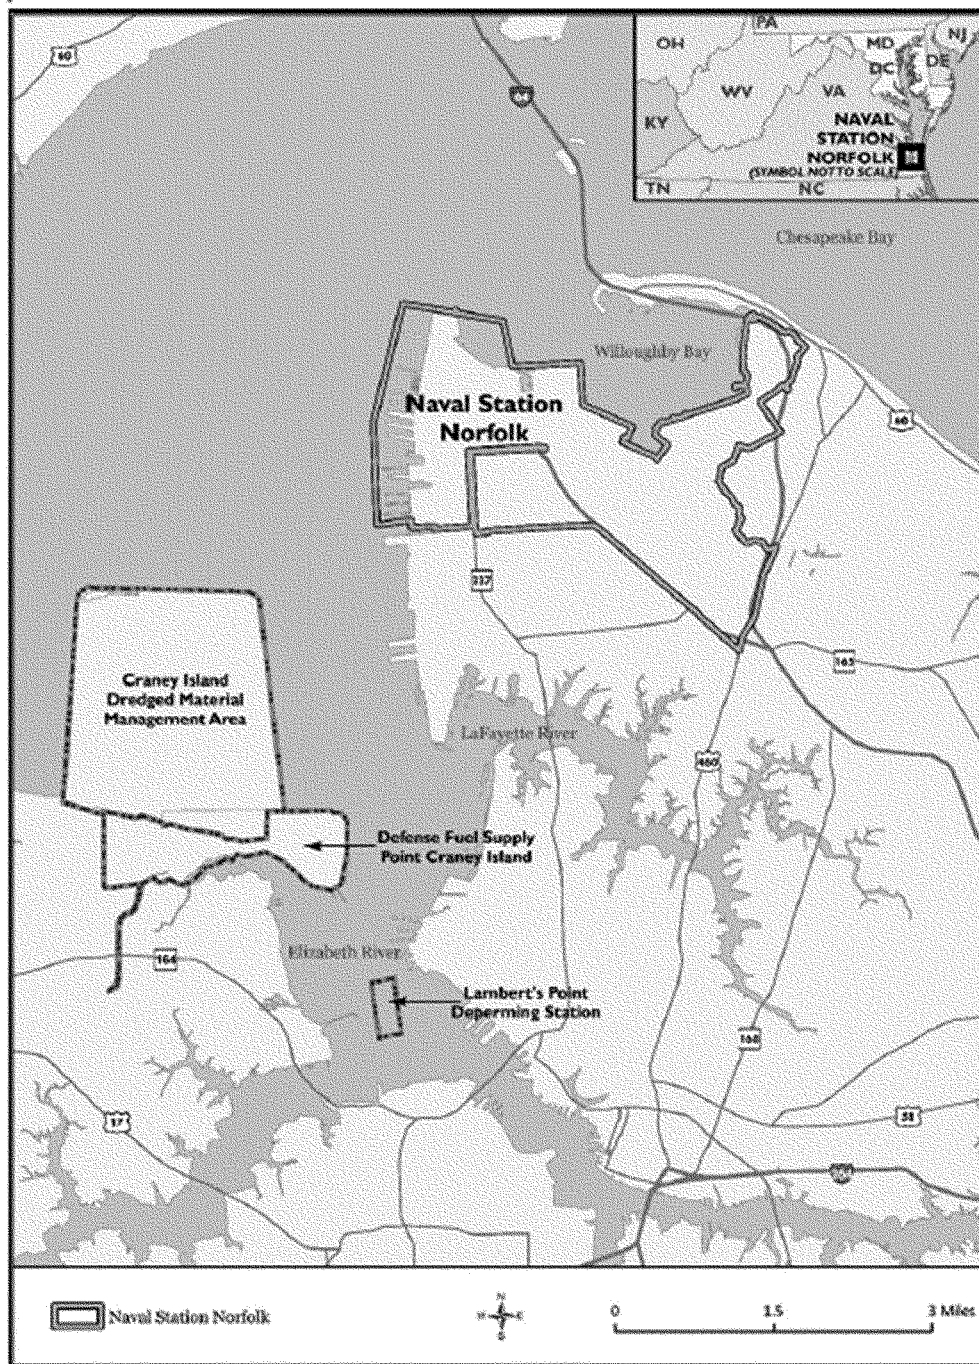 60
64
PA
NJ
OH
MD
DE
DC
WV
VA
KY
NAVAL
STATION
NORFOLK
(SYMBOL NOT TO SCALE)
TN
NC
Chesapeake Bay
Willoughby Bay
Naval Station
Norfolk
60
337
165
Craney Island
Dredged Material
Management Area
LaFayette River
460
Defense Fuel Supply
Point Craney Island
Elizabeth River
164
Lambert's Point
Deperming Station
168
17
58
Naval Station Norfolk
N
W
E
S
0
1.5
3 Miles